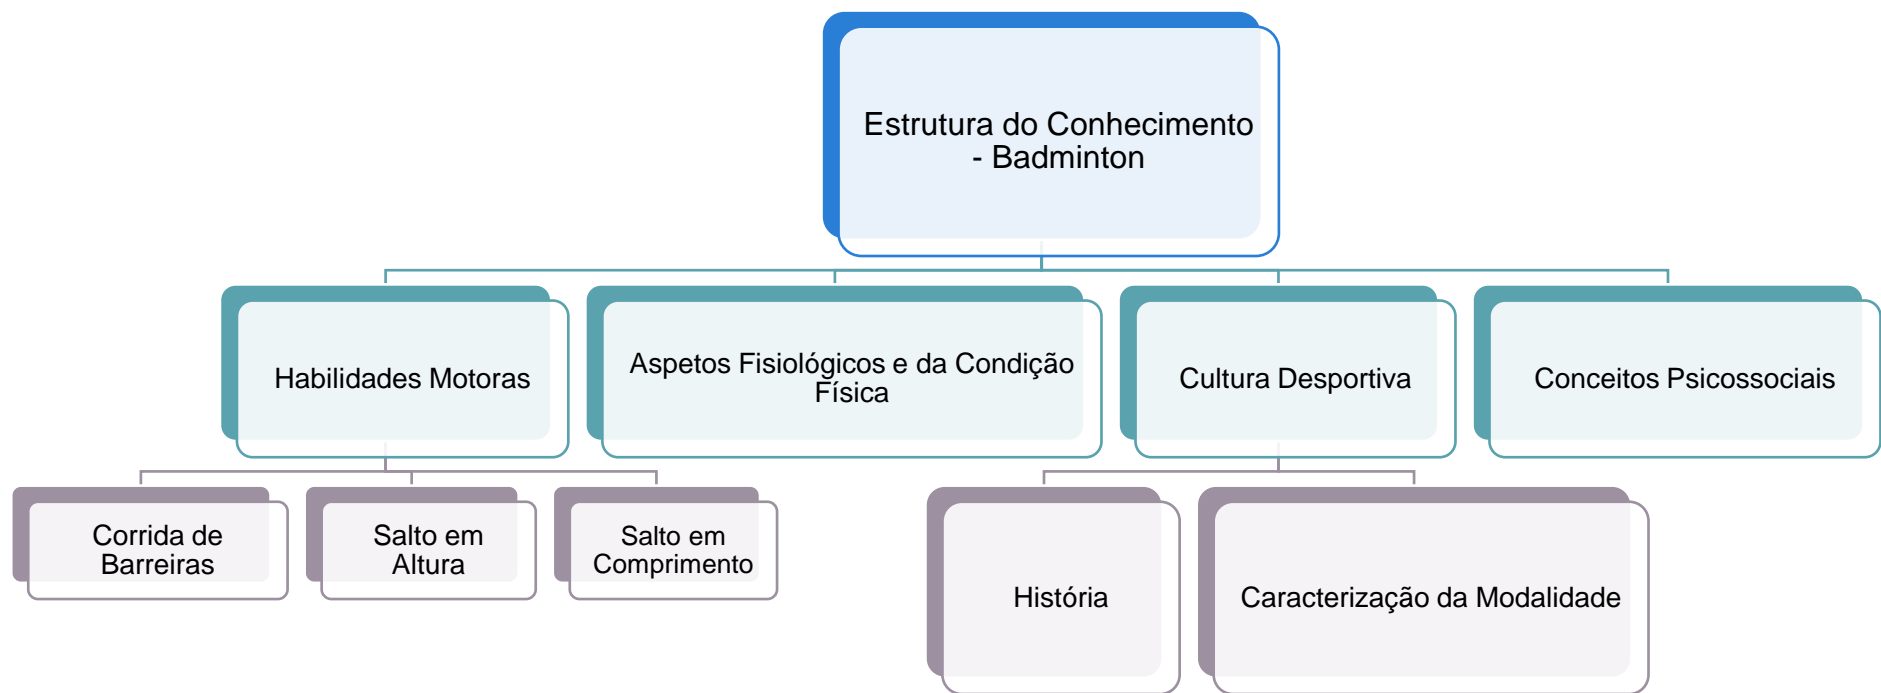 Estrutura do Conhecimento
- Badminton
Habilidades Motoras
Aspetos Fisiológicos e da Condição
Física
Cultura Desportiva
Conceitos Psicossociais
Corrida de
Barreiras
Salto em
Altura
Salto em
Comprimento
História
Caracterização da Modalidade